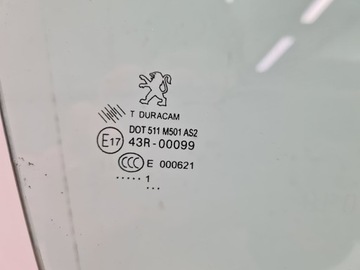 T DURACAM
DOT 511 M501 AS2
E17 43R-00099
CCC E 000621
..... 1 ...